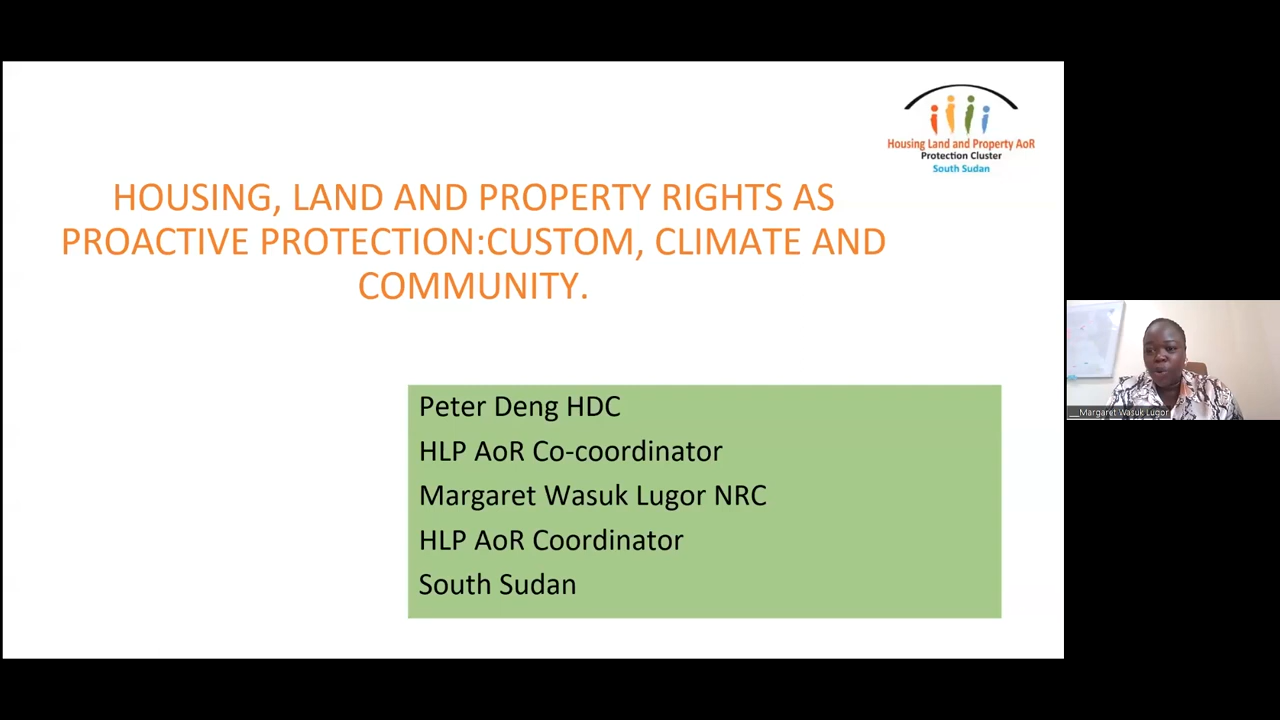 Housing Land and Property AoR
Protection Cluster
South Sudan
HOUSING, LAND AND PROPERTY RIGHTS AS
PROACTIVE PROTECTION:CUSTOM, CLIMATE AND
COMMUNITY.
Peter Deng HDC
HLP AoR Co-coordinator
Margaret Wasuk Lugor NRC
HLP AoR Coordinator
South Sudan
__Margaret Wasuk Lugor